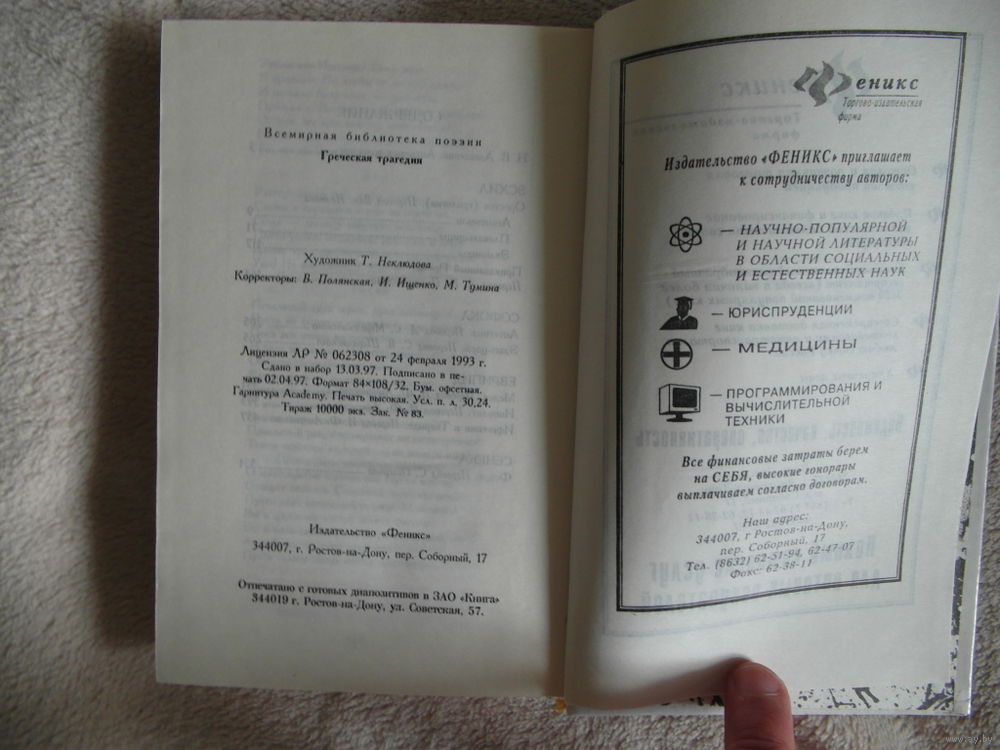 Всемирная библиотека поэзии
Греческая трагедия
Художник Т. Неклюдова
Корректоры: В. Полянская, И. Ищенко, М. Тумина
Лицензия ЛР № 062308 от 24 февраля 1993 г.
Сдано в набор 13.03.97. Подписано в пе-
чать 02.04.97. Формат 84×108/32. Бум. офсетная.
Гарнитура Academy. Печать высокая. Усл. п. л. 30,24.
Тираж 10000 экз. Зак. № 83.
Издательство «Феникс»
344007, г. Ростов-на-Дону, пер. Соборный, 17
Отпечатано с готовых диапозитивов в ЗАО «Книга»
344019 г. Ростов-на-Дону, ул. Советская, 57.
Феникс
Торгово-издательская
фирма
Издательство «ФЕНИКС» приглашает
к сотрудничеству авторов:
— НАУЧНО-ПОПУЛЯРНОЙ
И НАУЧНОЙ ЛИТЕРАТУРЫ
В ОБЛАСТИ СОЦИАЛЬНЫХ
И ЕСТЕСТВЕННЫХ НАУК
— ЮРИСПРУДЕНЦИИ
— МЕДИЦИНЫ
— ПРОГРАММИРОВАНИЯ И
ВЫЧИСЛИТЕЛЬНОЙ
ТЕХНИКИ
Все финансовые затраты берем
на СЕБЯ, высокие гонорары
выплачиваем согласно договорам.
Наш адрес:
344007, г Ростов-на-Дону,
пер. Соборный, 17
Тел. (8632) 62-51-94, 62-47-07
Факс: 62-38-11
www.ay.by